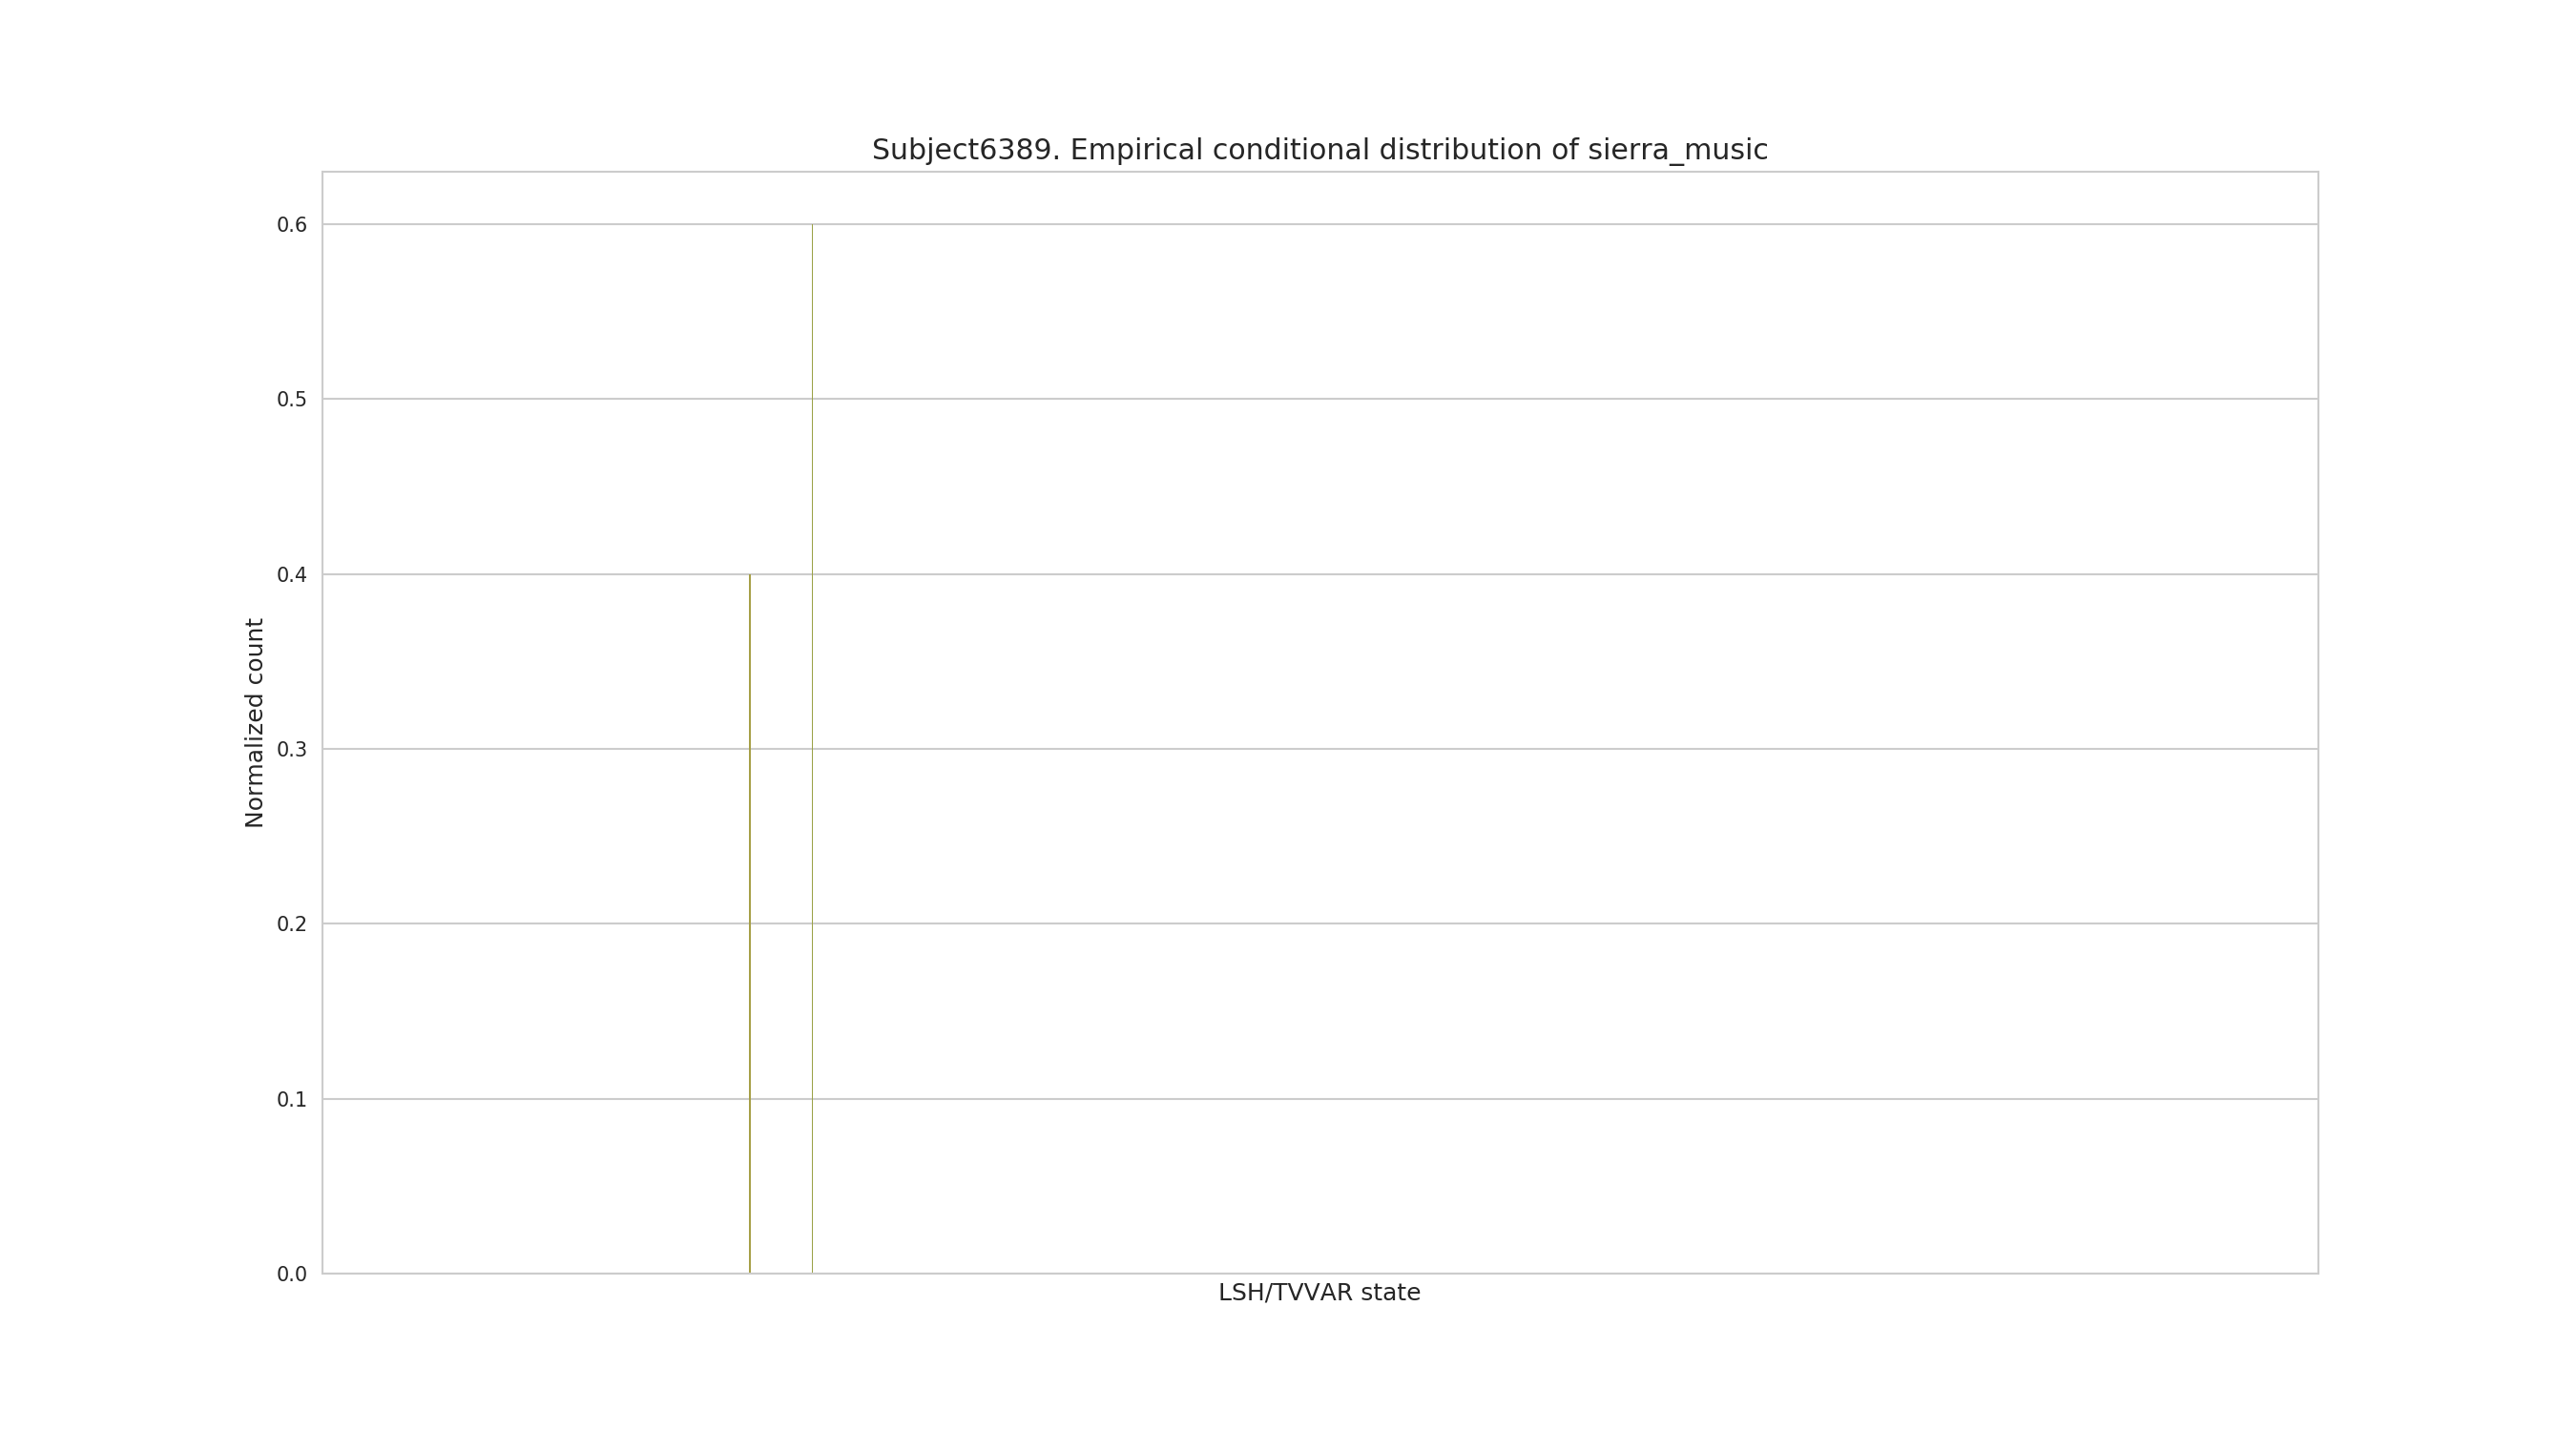 Subject6389. Empirical conditional distribution of sierra_music
0.6
0.5
0.4
0.3
0.2
0.1
0.0
Normalized count
LSH/TVVAR state